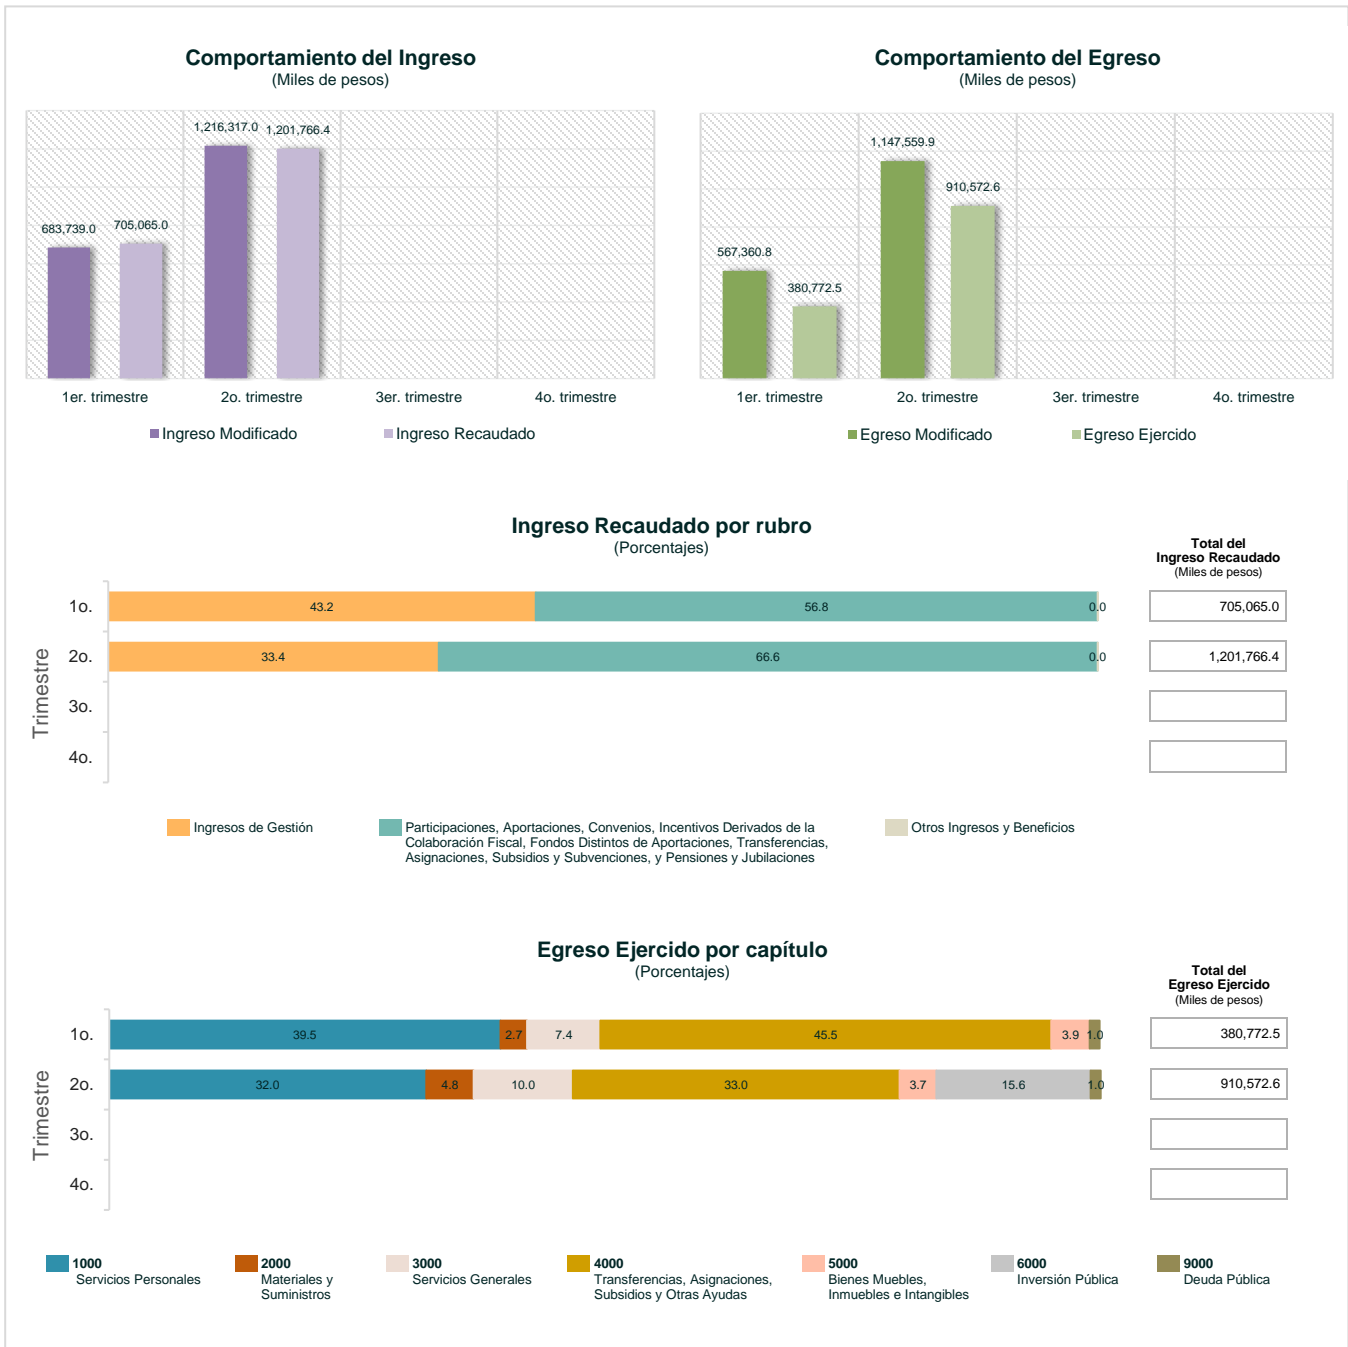 Comportamiento del Ingreso
(Miles de pesos)
1,216,317.0
1,201,766.4
683,739.0
705,065.0
1er. trimestre
2o. trimestre
3er. trimestre
4o. trimestre
Ingreso Modificado
Ingreso Recaudado
Comportamiento del Egreso
(Miles de pesos)
1,147,559.9
910,572.6
567,360.8
380,772.5
1er. trimestre
2o. trimestre
3er. trimestre
4o. trimestre
Egreso Modificado
Egreso Ejercido
Ingreso Recaudado por rubro
(Porcentajes)
Total del
Ingreso Recaudado
(Miles de pesos)
Trimestre
1o.
43.2
56.8
0.0
705,065.0
2o.
33.4
66.6
0.0
1,201,766.4
3o.
4o.
Ingresos de Gestión
Participaciones, Aportaciones, Convenios, Incentivos Derivados de la
Colaboración Fiscal, Fondos Distintos de Aportaciones, Transferencias,
Asignaciones, Subsidios y Subvenciones, y Pensiones y Jubilaciones
Otros Ingresos y Beneficios
Egreso Ejercido por capítulo
(Porcentajes)
Total del
Egreso Ejercido
(Miles de pesos)
Trimestre
1o.
39.5
2.7
7.4
45.5
3.9
1.0
380,772.5
2o.
32.0
4.8
10.0
33.0
3.7
15.6
1.0
910,572.6
3o.
4o.
1000
Servicios Personales
2000
Materiales y
Suministros
3000
Servicios Generales
4000
Transferencias, Asignaciones,
Subsidios y Otras Ayudas
5000
Bienes Muebles,
Inmuebles e Intangibles
6000
Inversión Pública
9000
Deuda Pública